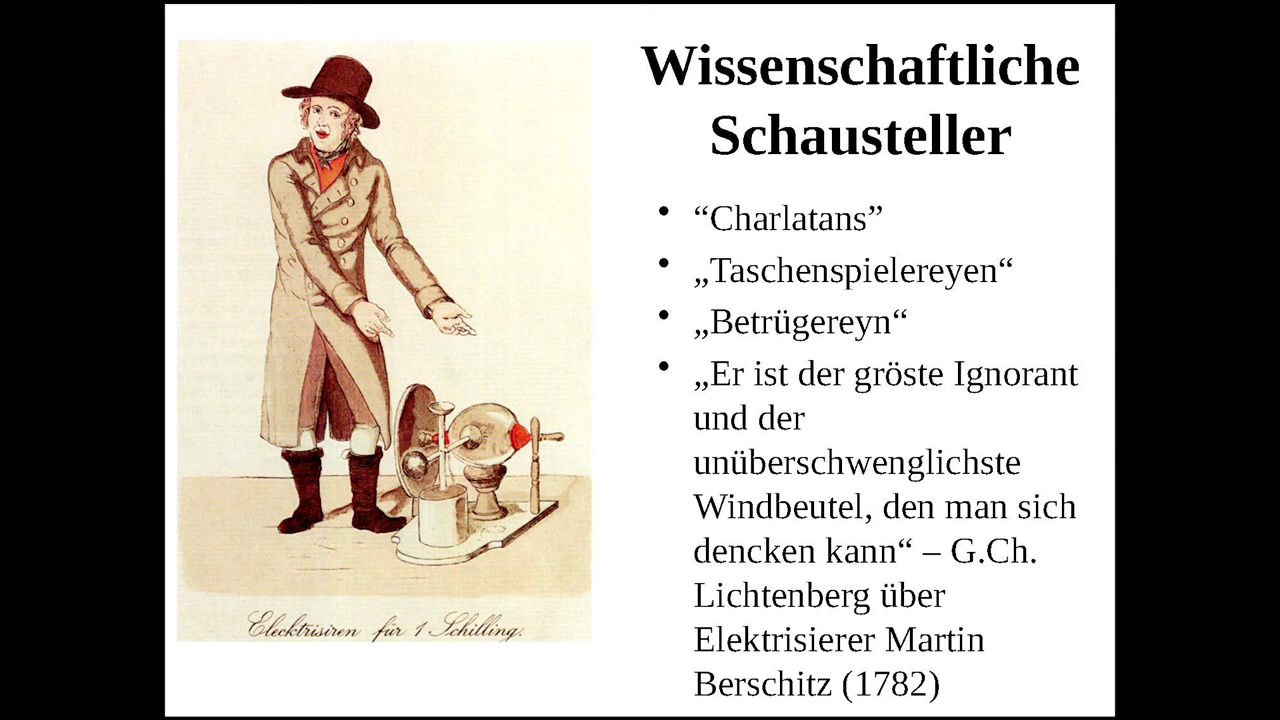 Wissenschaftliche
Schausteller
• “Charlatans”
• „Taschenspielereyen“
• „Betrügereyn“
• „Er ist der gröste Ignorant
und der
unüberschwenglichste
Windbeutel, den man sich
dencken kann“ – G.Ch.
Lichtenberg über
Elektrisierer Martin
Berschitz (1782)
Elecktrisiren für 1 Schilling.